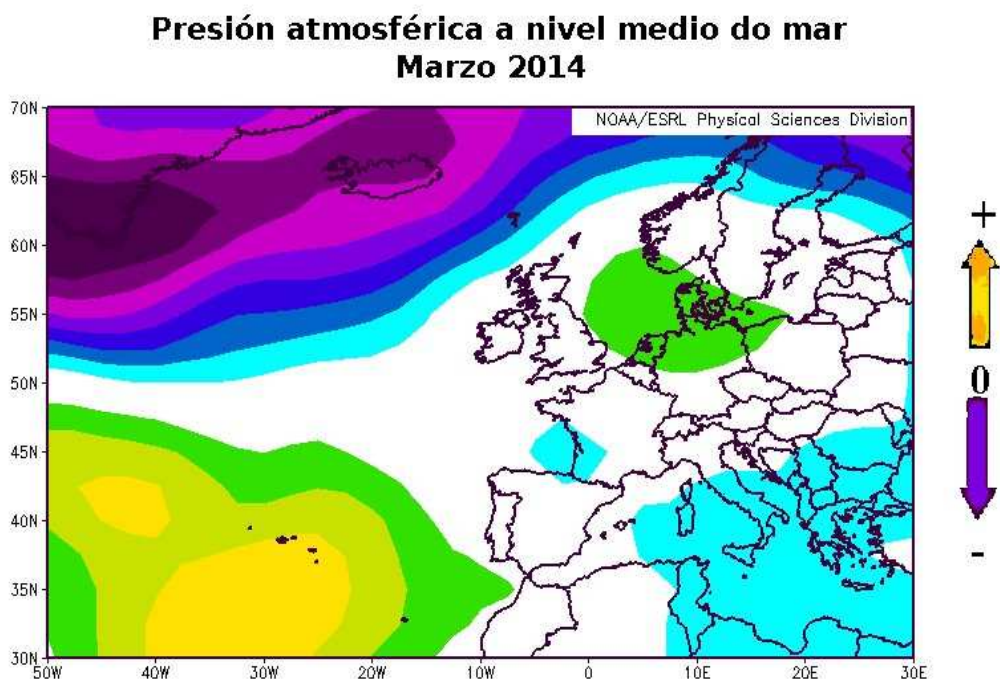 Presión atmosférica a nivel medio do mar
Marzo 2014
NOAA/ESRL Physical Sciences Division
70N
65N
60N
55N
50N
45N
40N
35N
30N
50W 40W 30W 20W 10W 0 10E 20E 30E
+
0
-